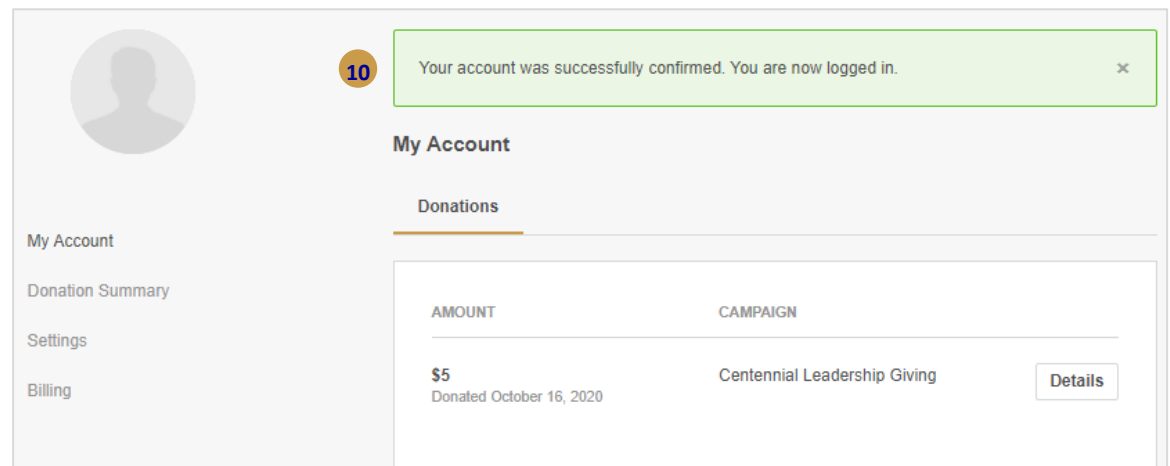 10
Your account was successfully confirmed. You are now logged in. ×
My Account
Donations
My Account
Donation Summary
Settings
Billing
AMOUNT CAMPAIGN
$5 Centennial Leadership Giving Details
Donated October 16, 2020